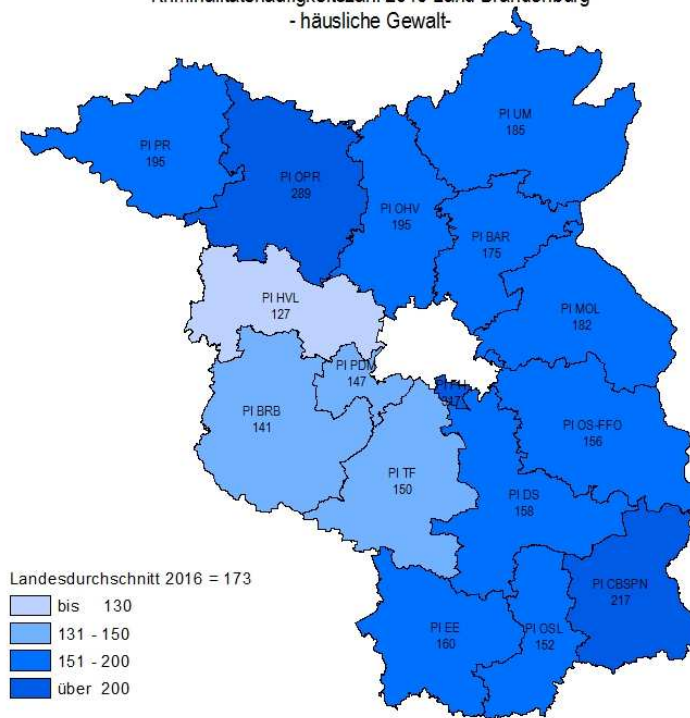 - häusliche Gewalt-
PI UM
185
PI PR
195
PI OPR
289
PI OHV
195
PI BAR
175
PI HVL
127
PI MOL
182
PI PDM
147
PI
PI BRB
141
PI OS-FFO
156
PI TF
150
PI DS
158
PI CBSPN
217
PI EE
160
PI OSL
152
Landesdurchschnitt 2016 = 173
bis 130
131 - 150
151 - 200
über 200